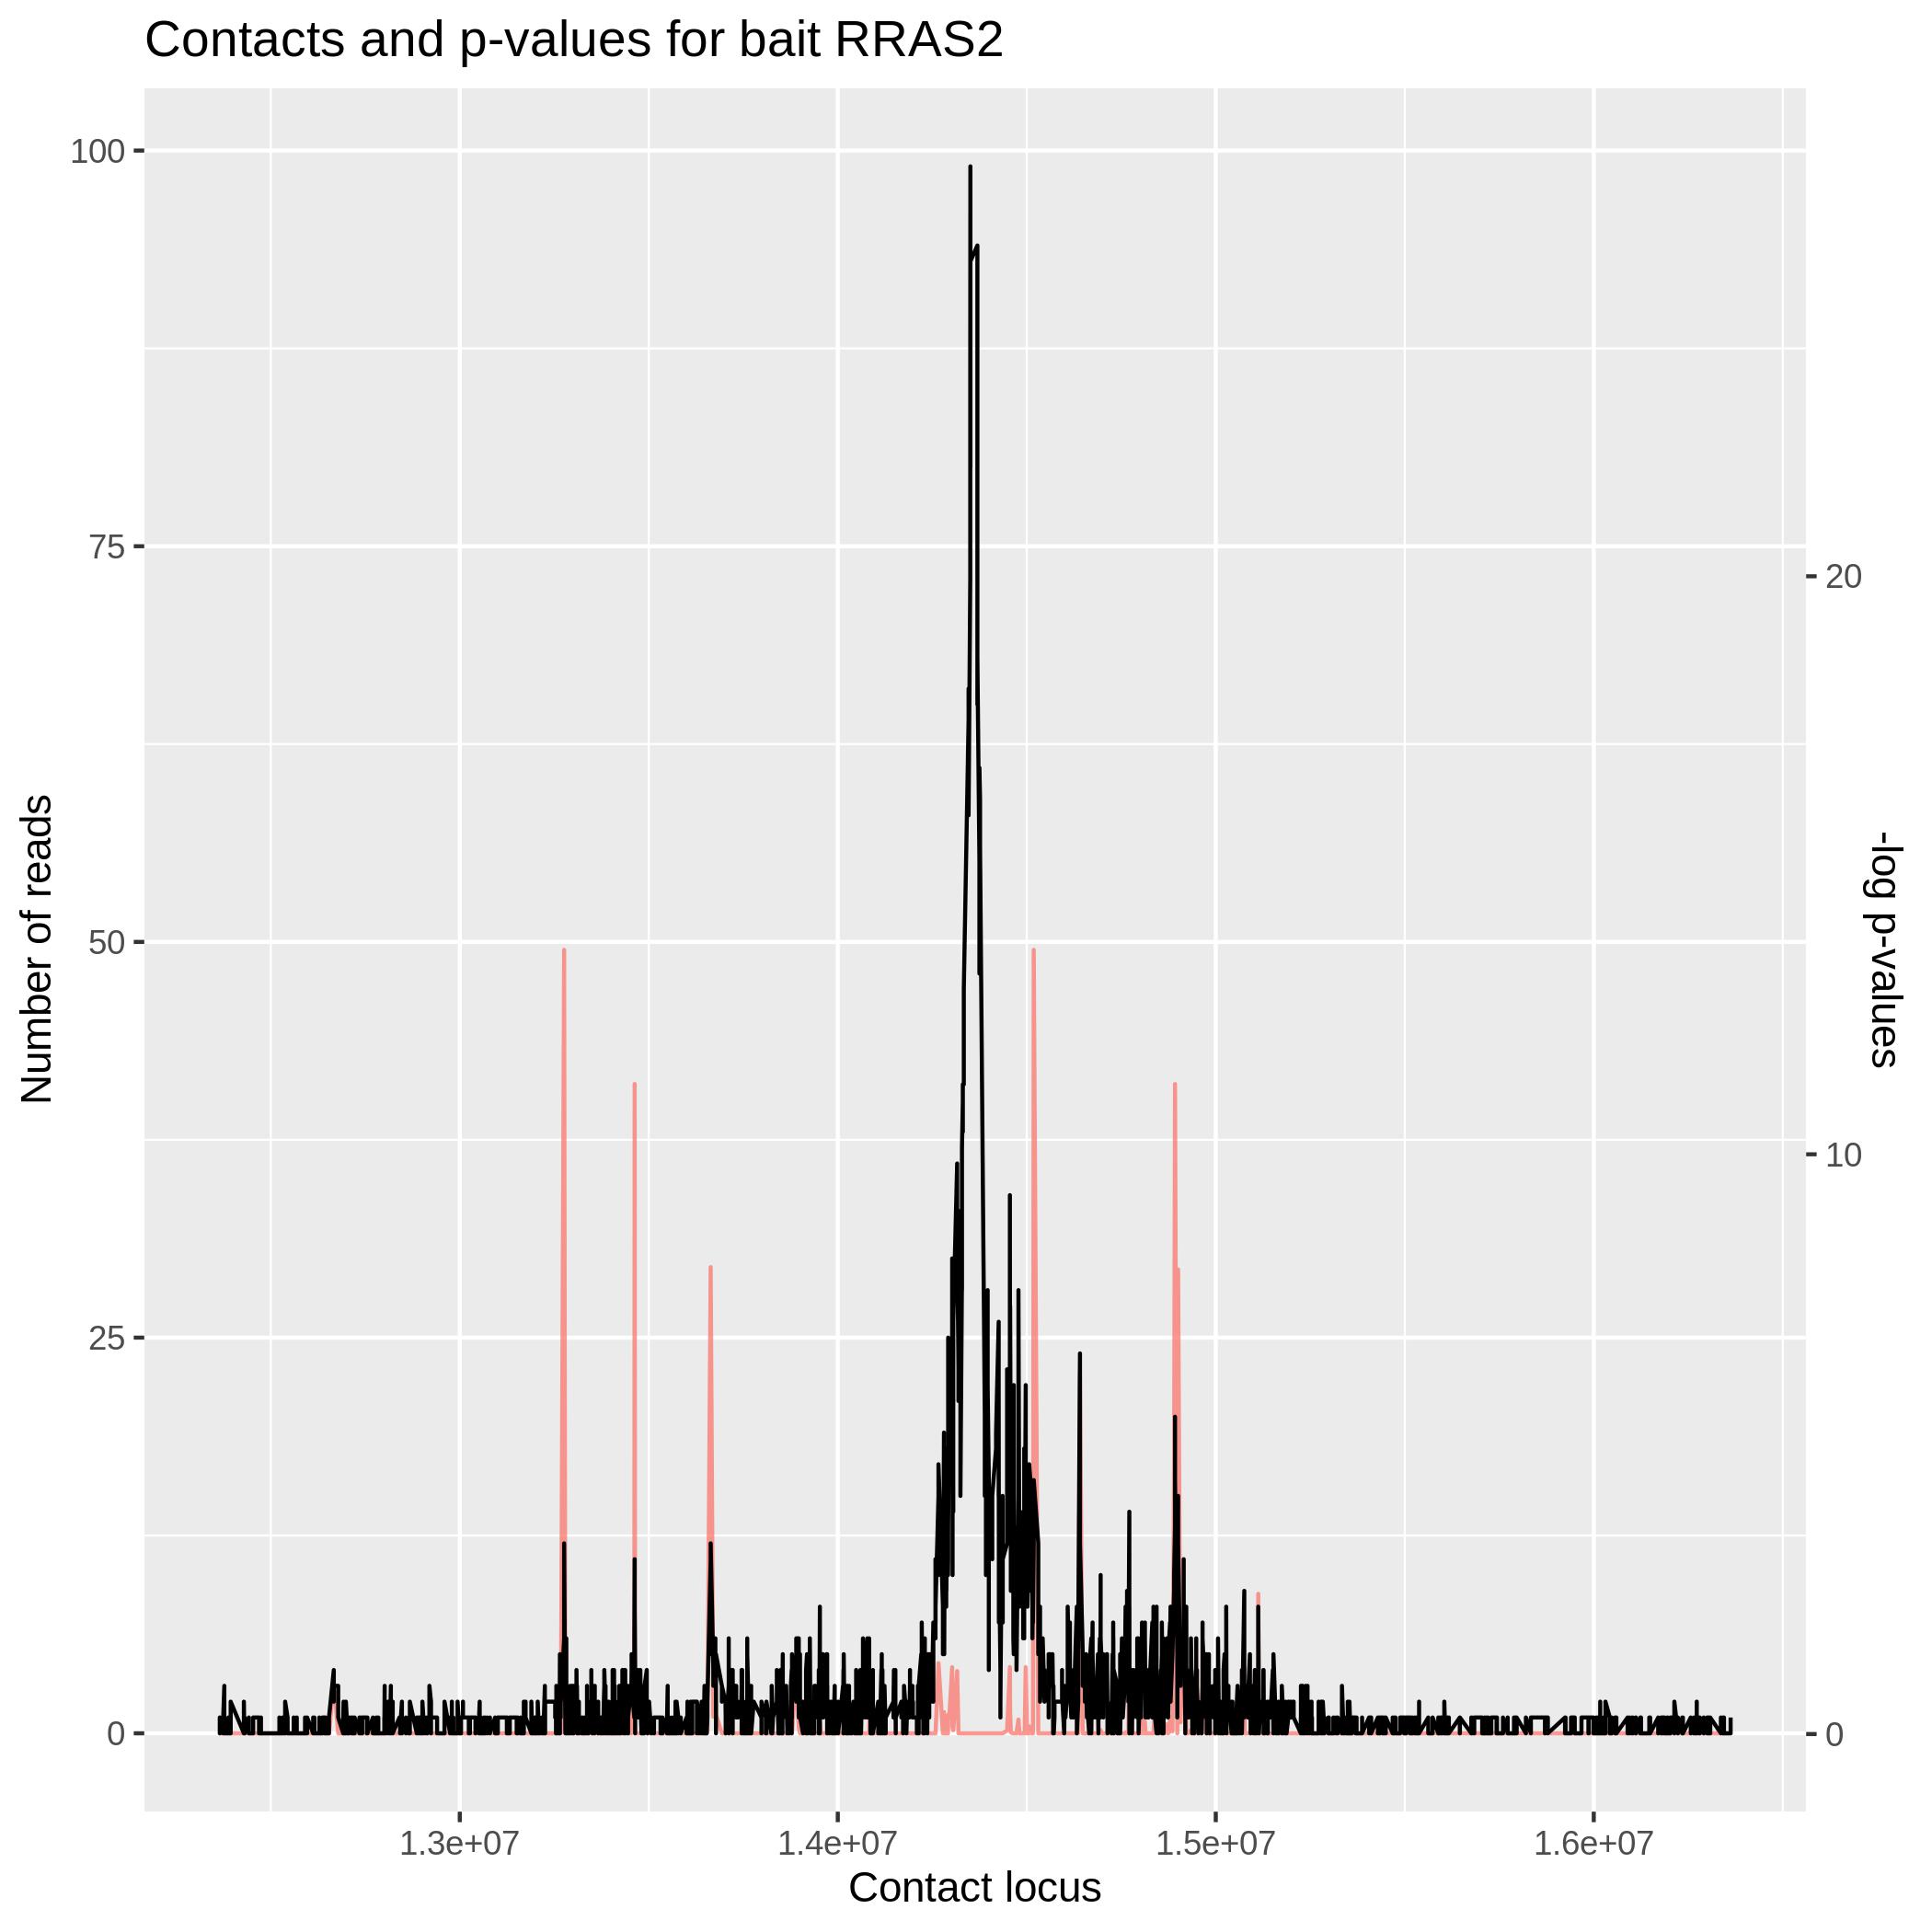 Contacts and p-values for bait RRAS2
100
75
50
25
0
Number of reads
20
10
0
-log p-values
1.3e+07
1.4e+07
1.5e+07
1.6e+07
Contact locus